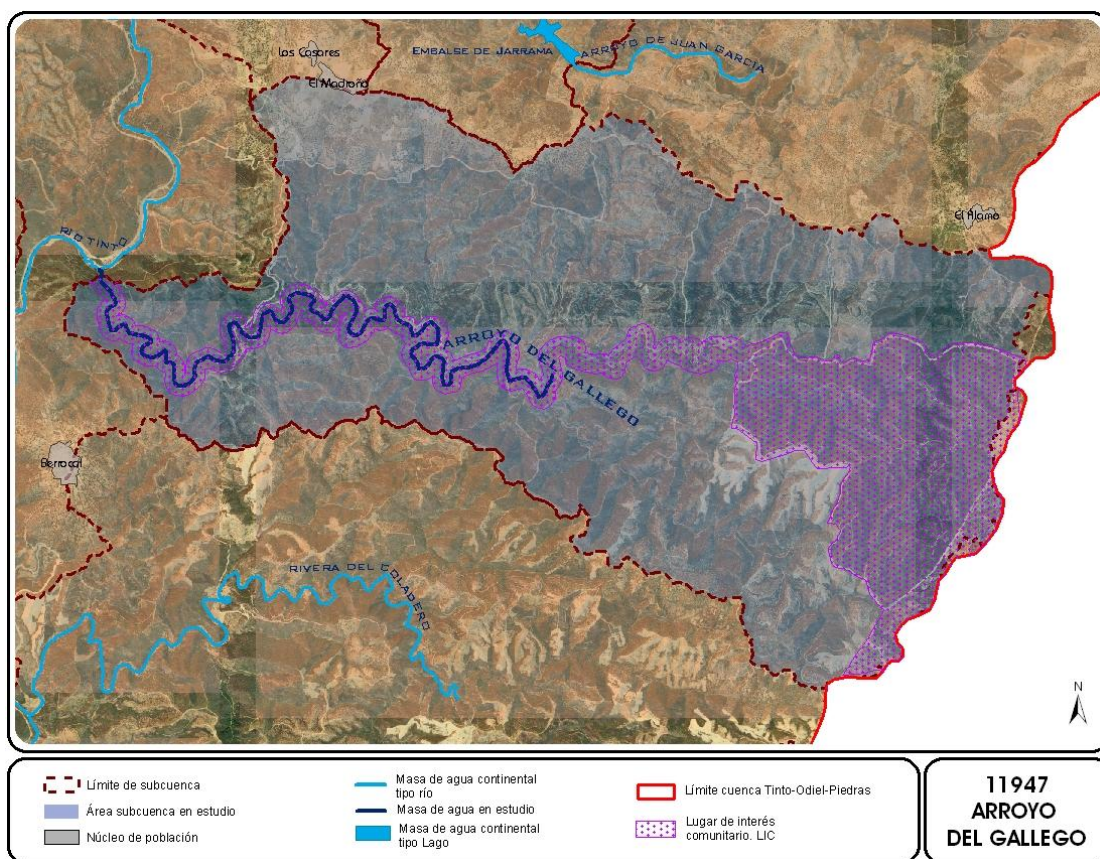 Los Casares
El Madroño
EMBALSE DE JARRAMA
ARROYO DE JUAN GARCIA
El Alamo
RIO TINTO
ARROYO DEL GALLEGO
Berrocal
RIVERA DEL COLADERO
N
Límite de subcuenca
Área subcuenca en estudio
Núcleo de población
Masa de agua continental
tipo río
Masa de agua en estudio
Masa de agua continental
tipo Lago
Límite cuenca Tinto-Odiel-Piedras
Lugar de interés
comunitario. LIC
11947
ARROYO
DEL GALLEGO